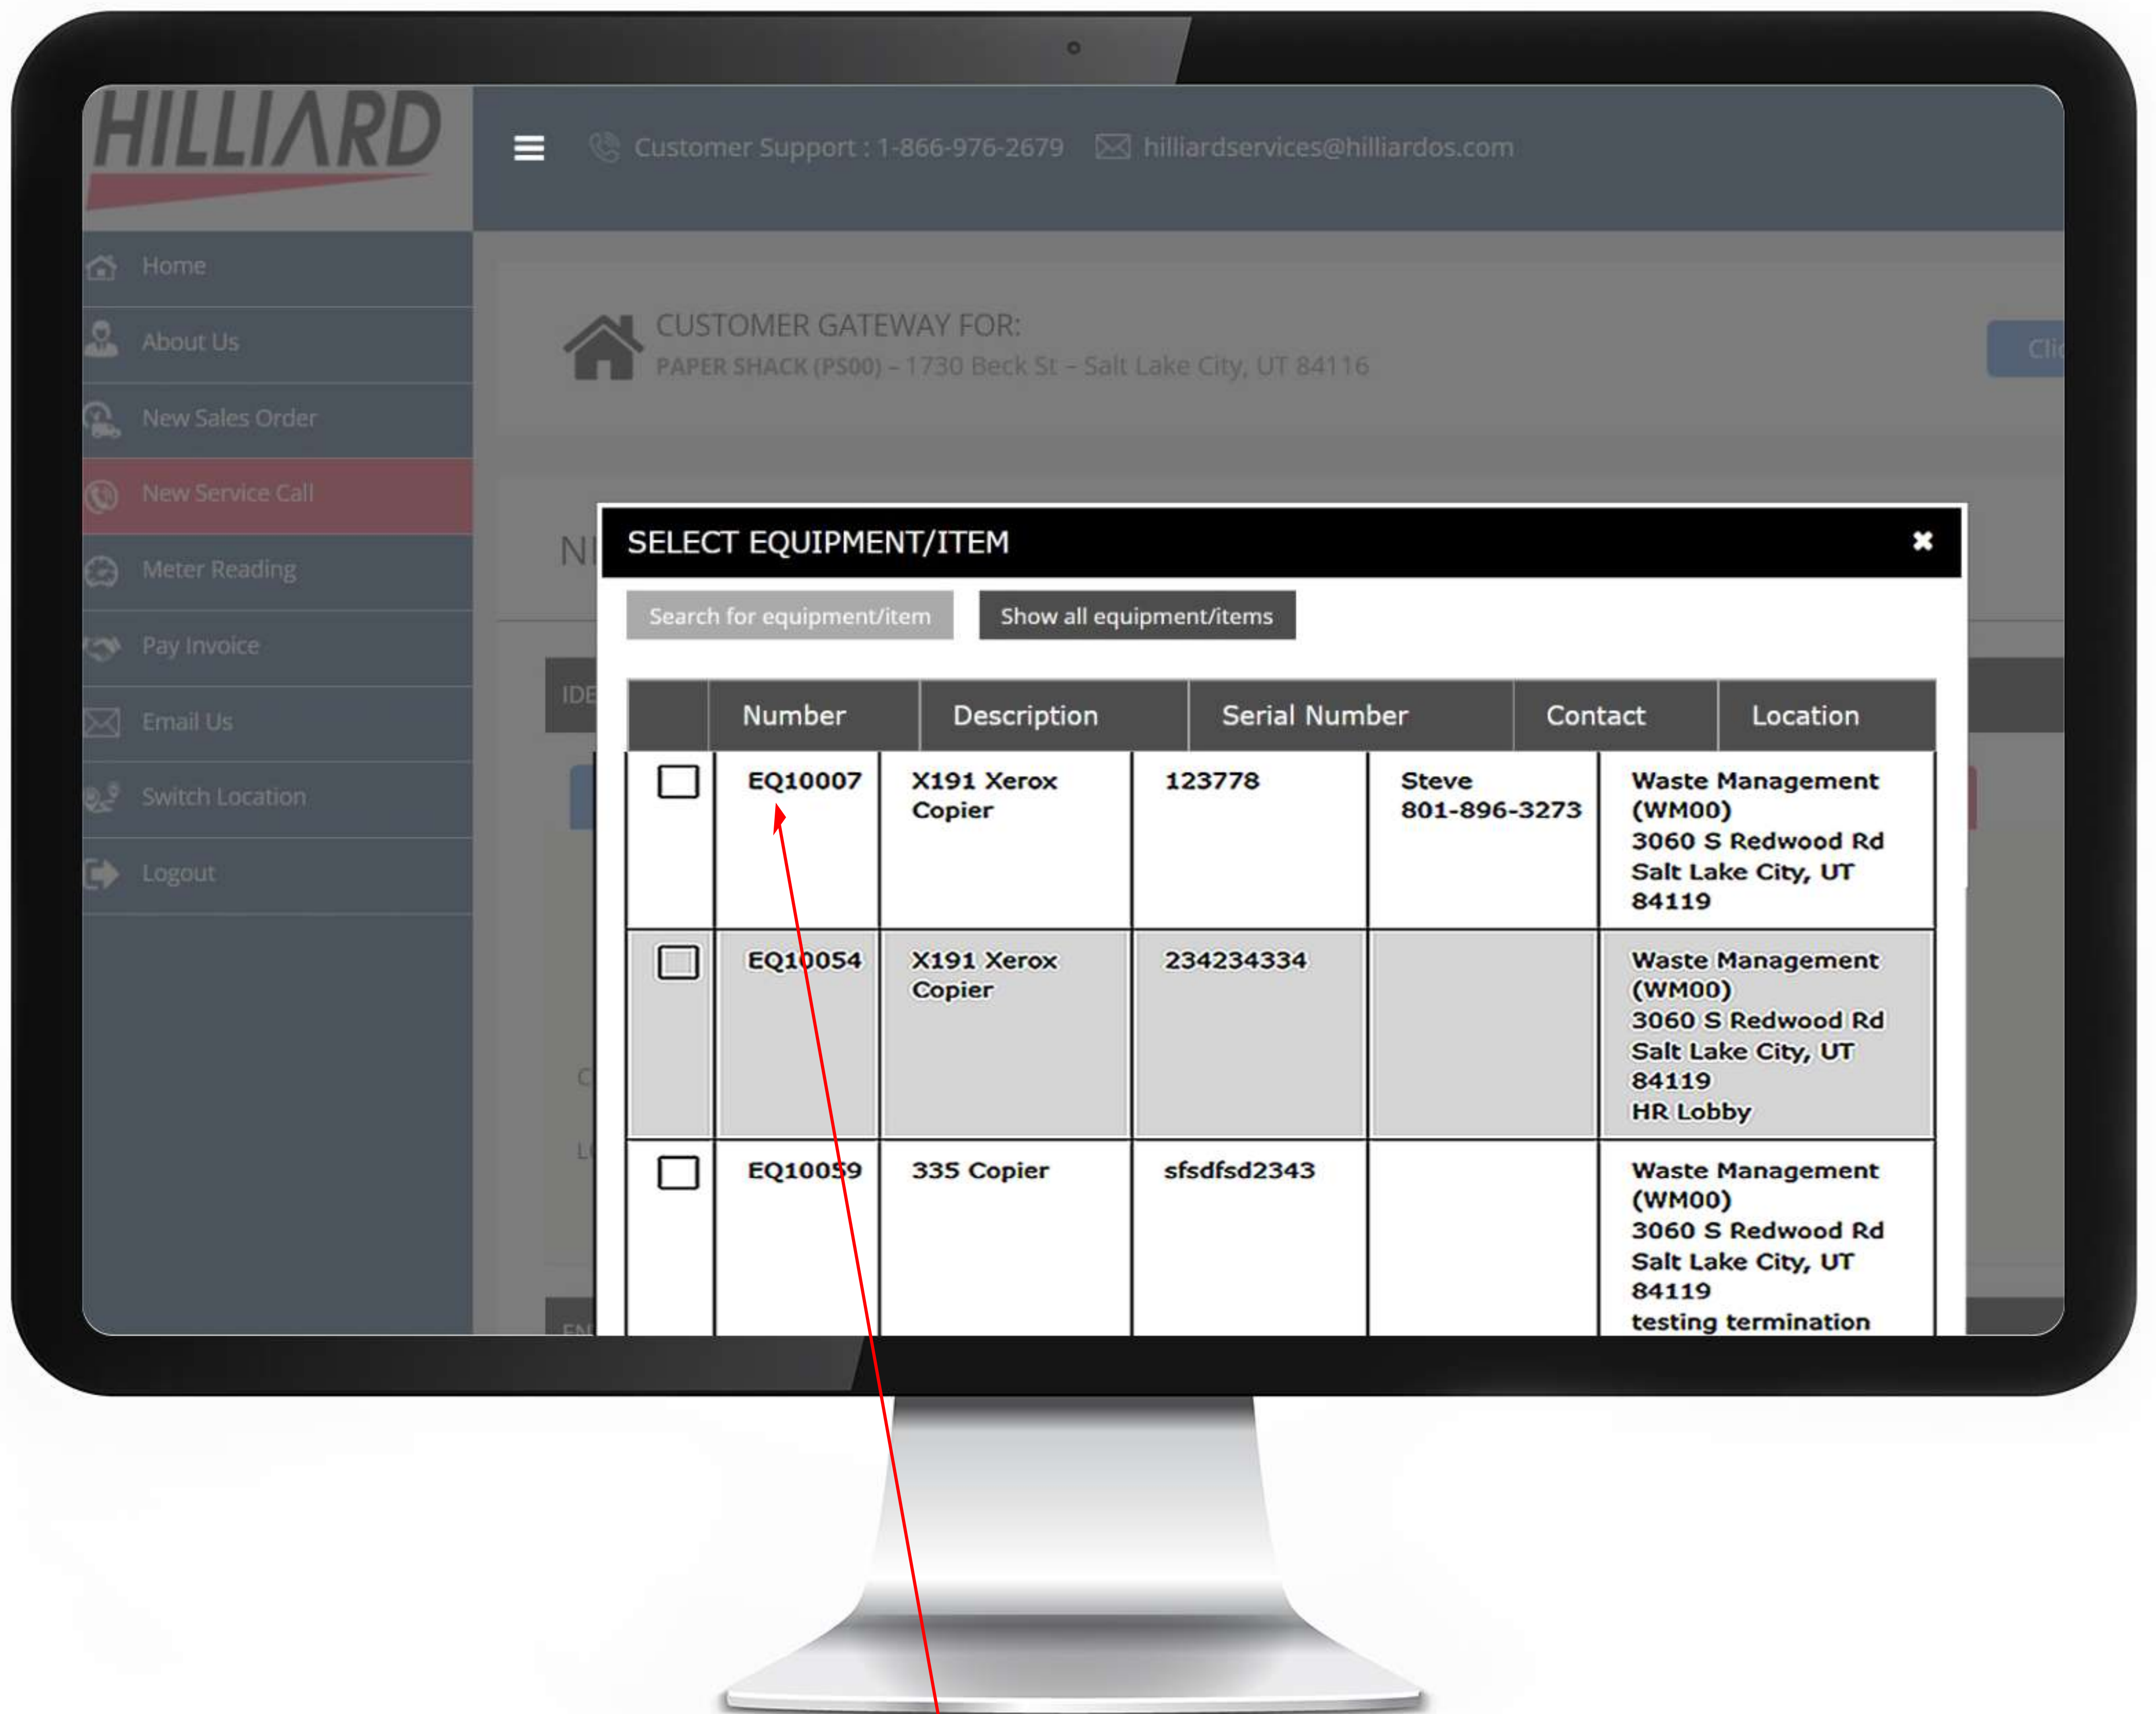 HILLIARD
Customer Support : 1-866-976-2679 hilliardservices@hilliardos.com
Home
About Us
New Sales Order
New Service Call
Meter Reading
Pay Invoice
Email Us
Switch Location
Logout
CUSTOMER GATEWAY FOR:
PAPER SHACK (PS00) – 1730 Beck St – Salt Lake City, UT 84116
SELECT EQUIPMENT/ITEM
Search for equipment/item Show all equipment/items
Number Description Serial Number Contact Location
EQ10007 X191 Xerox 123778 Steve Waste Management
Copier 801-896-3273 (WM00)
3060 S Redwood Rd
Salt Lake City, UT
84119
EQ10054 X191 Xerox 234234334 Waste Management
Copier (WM00)
3060 S Redwood Rd
Salt Lake City, UT
84119
HR Lobby
EQ10059 335 Copier sfsdfsd2343 Waste Management
(WM00)
3060 S Redwood Rd
Salt Lake City, UT
84119
testing termination